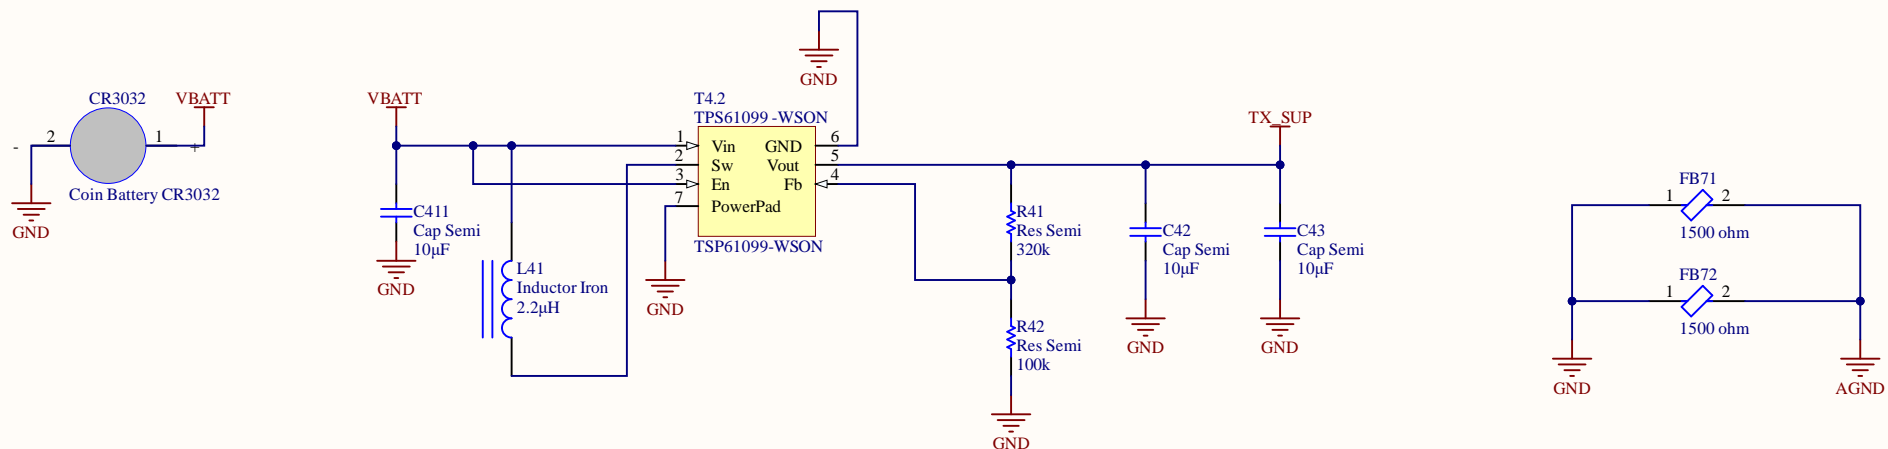 CR3032
VBATT
2
1
-
+
Coin Battery CR3032
GND
VBATT
C411
Cap Semi
10µF
GND
L41
Inductor Iron
2.2µH
GND
T4.2
TPS61099 -WSON
1
Vin
GND
6
2
Sw
Vout
5
3
En
Fb
4
7
PowerPad
TSP61099-WSON
GND
TX_SUP
R41
Res Semi
320k
R42
Res Semi
100k
GND
C42
Cap Semi
10µF
GND
C43
Cap Semi
10µF
GND
FB71
1
2
1500 ohm
FB72
1
2
1500 ohm
GND
AGND